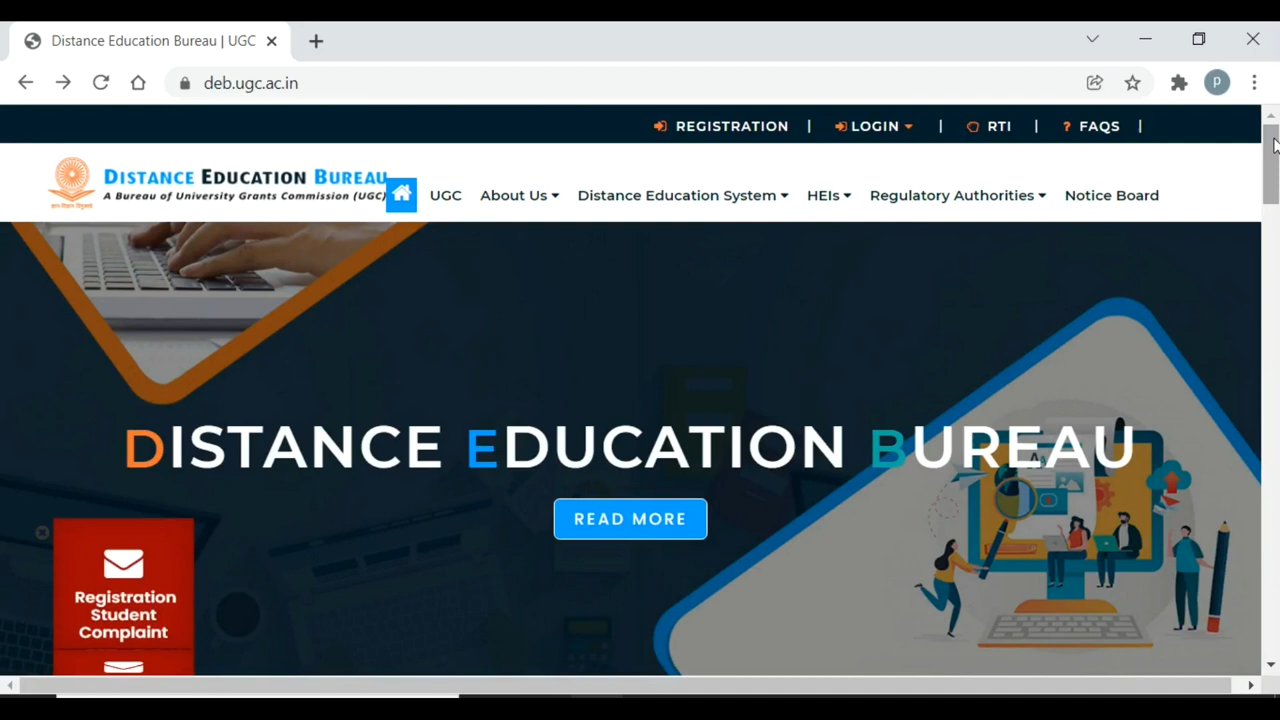 Distance Education Bureau | UGC
deb.ugc.ac.in
P
REGISTRATION | LOGIN | RTI | ? FAQS |
DISTANCE EDUCATION BUREAU
A Bureau of University Grants Commission (UGC)
UGC About Us Distance Education System HEIs Regulatory Authorities Notice Board
DISTANCE EDUCATION BUREAU
READ MORE
Registration
Student
Complaint